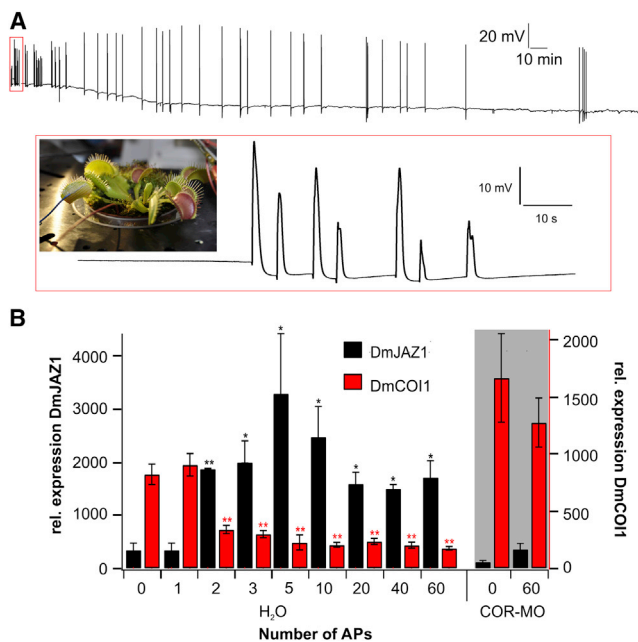 A
20 mV
10 min
10 mV
10 s
B
DmJAZ1
DmCOI1
rel. expression DmJAZ1
4000
3000
2000
1000
0
** * * * * * *
** ** ** ** ** ** **
2000
1500
1000
500
0
rel. expression DmCOI1
0 1 2 3 5 10 20 40 60 0 60
H₂O COR-MO
Number of APs